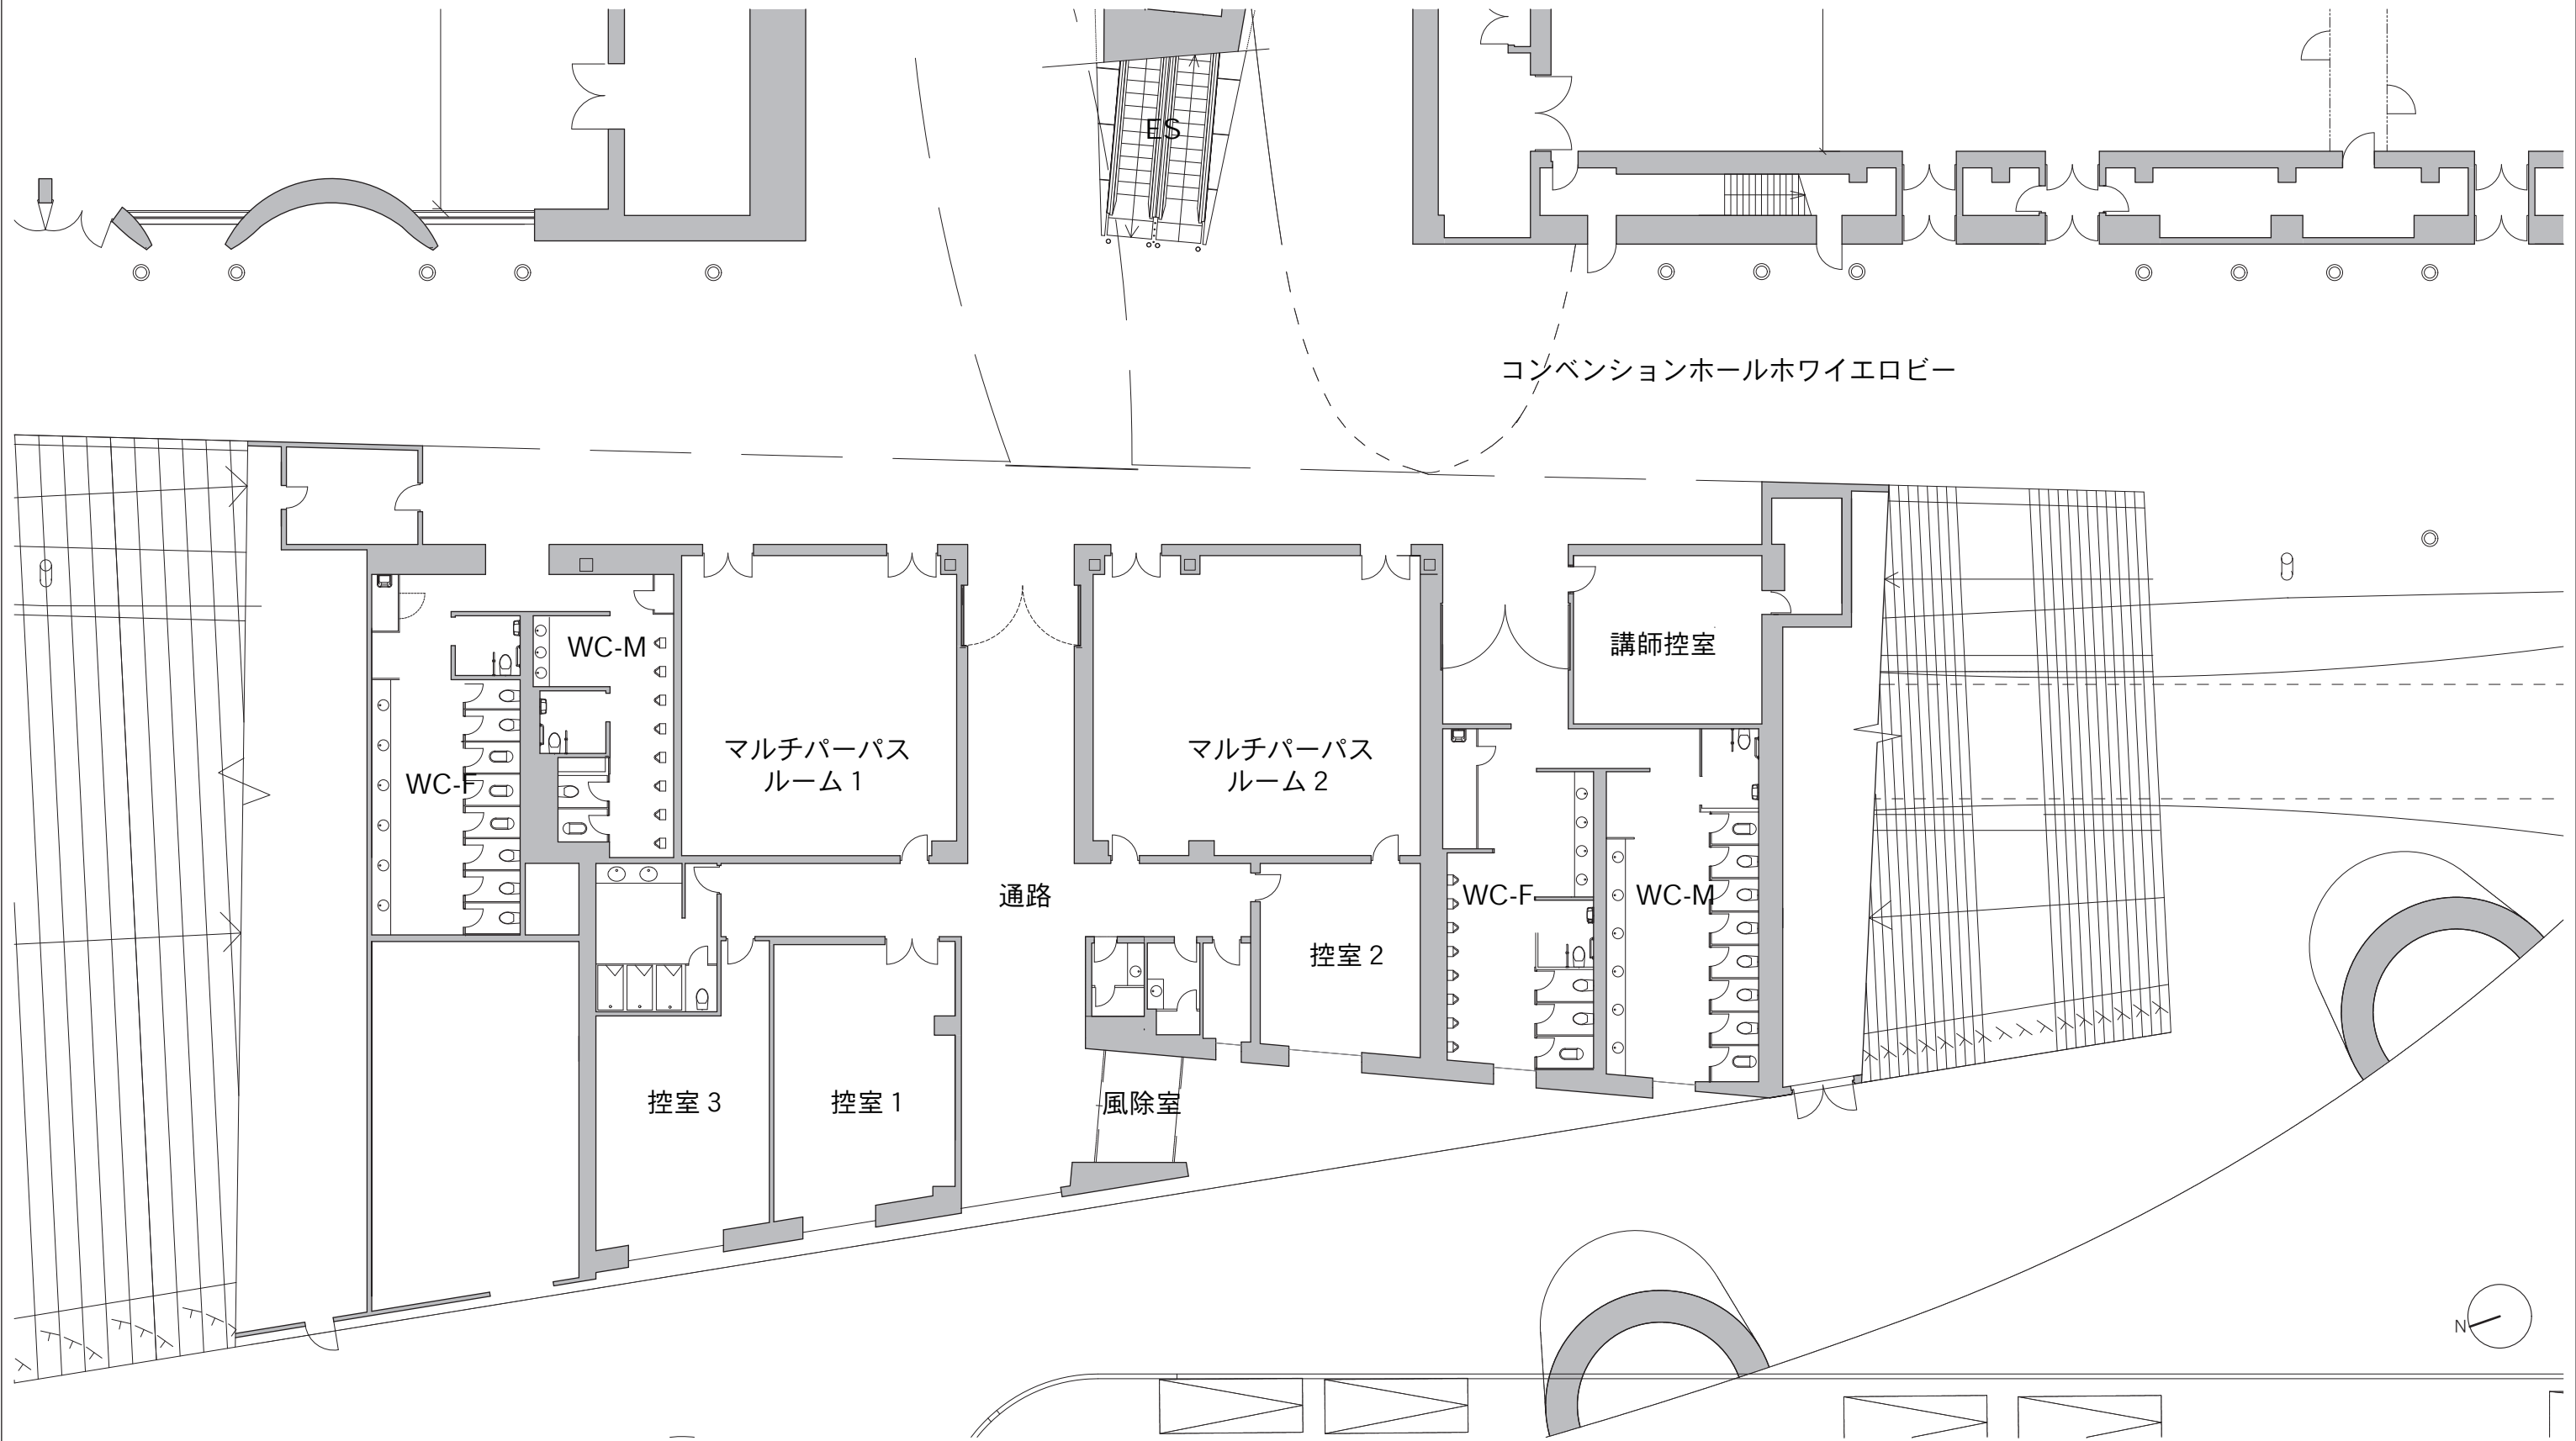 ES
コンベンションホールホワイエロビー
WC-M
講師控室
マルチパーパス
ルーム 1
マルチパーパス
ルーム 2
WC-F
通路
WC-F
WC-M
控室 2
控室 3
控室 1
風除室
N